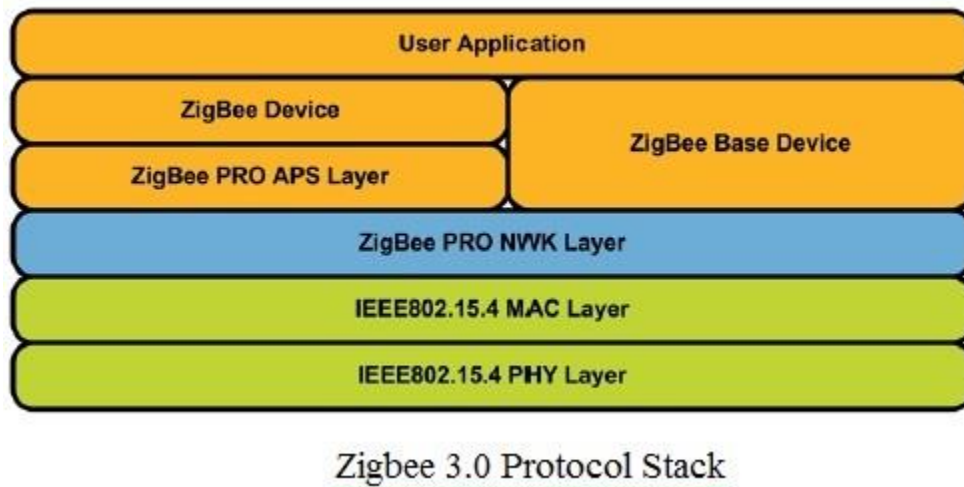 User Application
ZigBee Device
ZigBee Base Device
ZigBee PRO APS Layer
ZigBee PRO NWK Layer
IEEE802.15.4 MAC Layer
IEEE802.15.4 PHY Layer
Zigbee 3.0 Protocol Stack